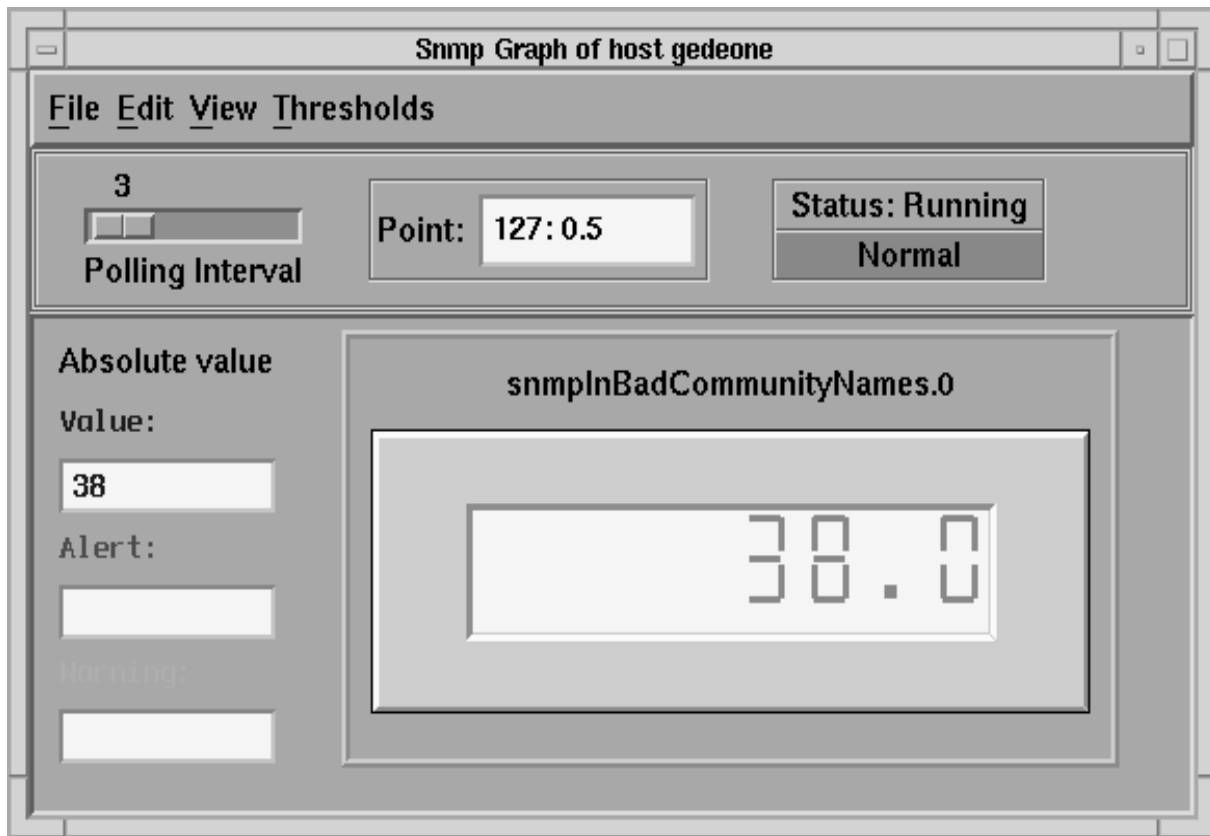 Snmp Graph of host gedeone
File Edit View Thresholds
3
Polling Interval
Point: 127:0.5
Status: Running
Normal
Absolute value
Value:
38
Alert:
Warning:
snmpInBadCommunityNames.0
38.0